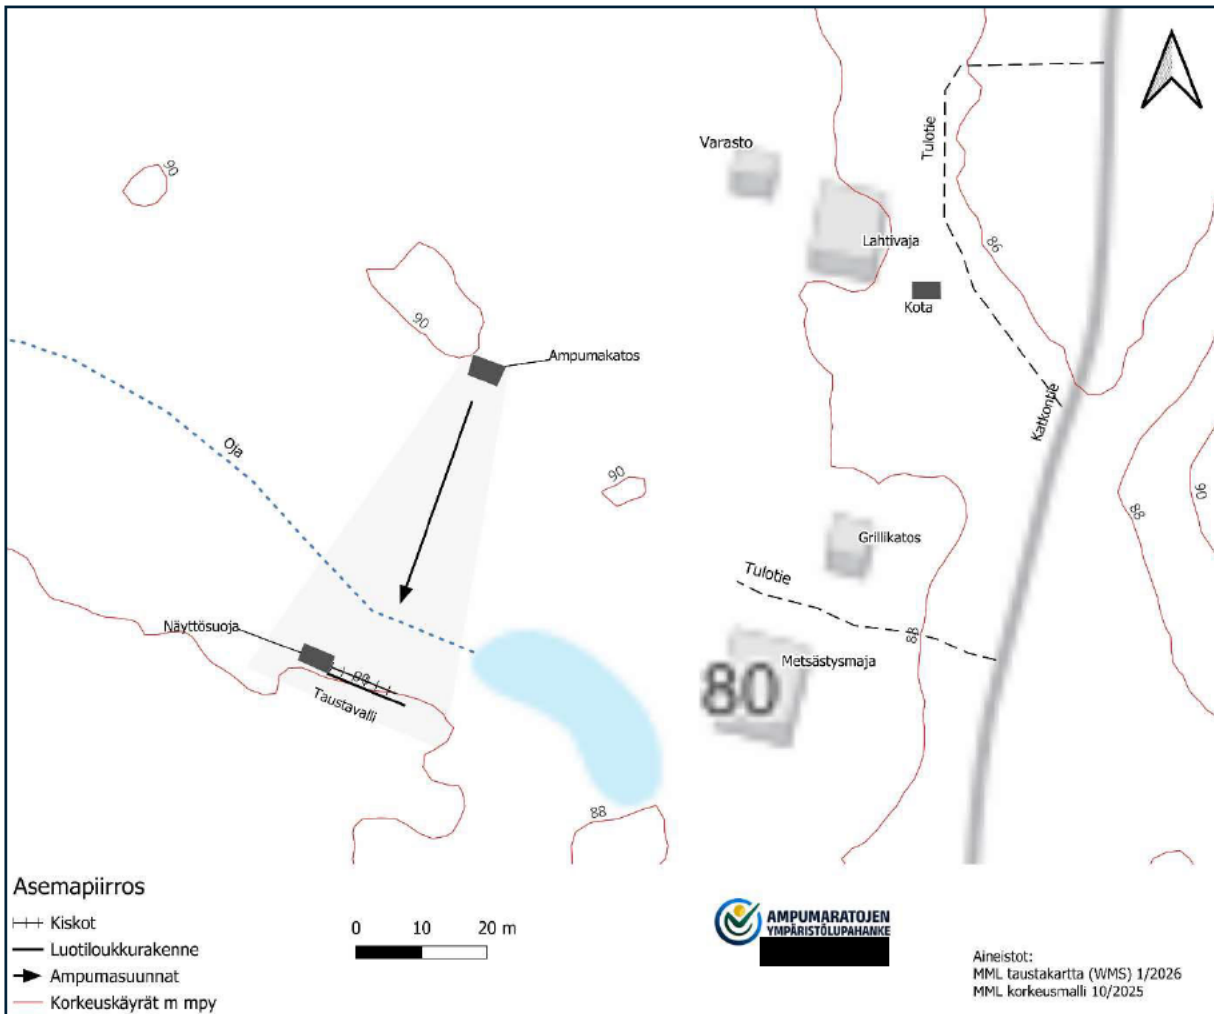 90
Varasto
Tulotie
Lahtivaja
86
Kota
90
Ampumakatos
Katkontie
Oja
90
90
88
Grillikatos
Tulotie
Näyttösuoja
88
Metsästysmaja
80
Taustavalli
88
Asemapiirros
Kiskot
Luotiloukkurakenne
Ampumasuunnat
Korkeuskäyrät m mpy
0 10 20 m
AMPUMARATOJEN
YMPÄRISTÖLUPAHANKE
Aineistot:
MML taustakartta (WMS) 1/2026
MML korkeusmalli 10/2025